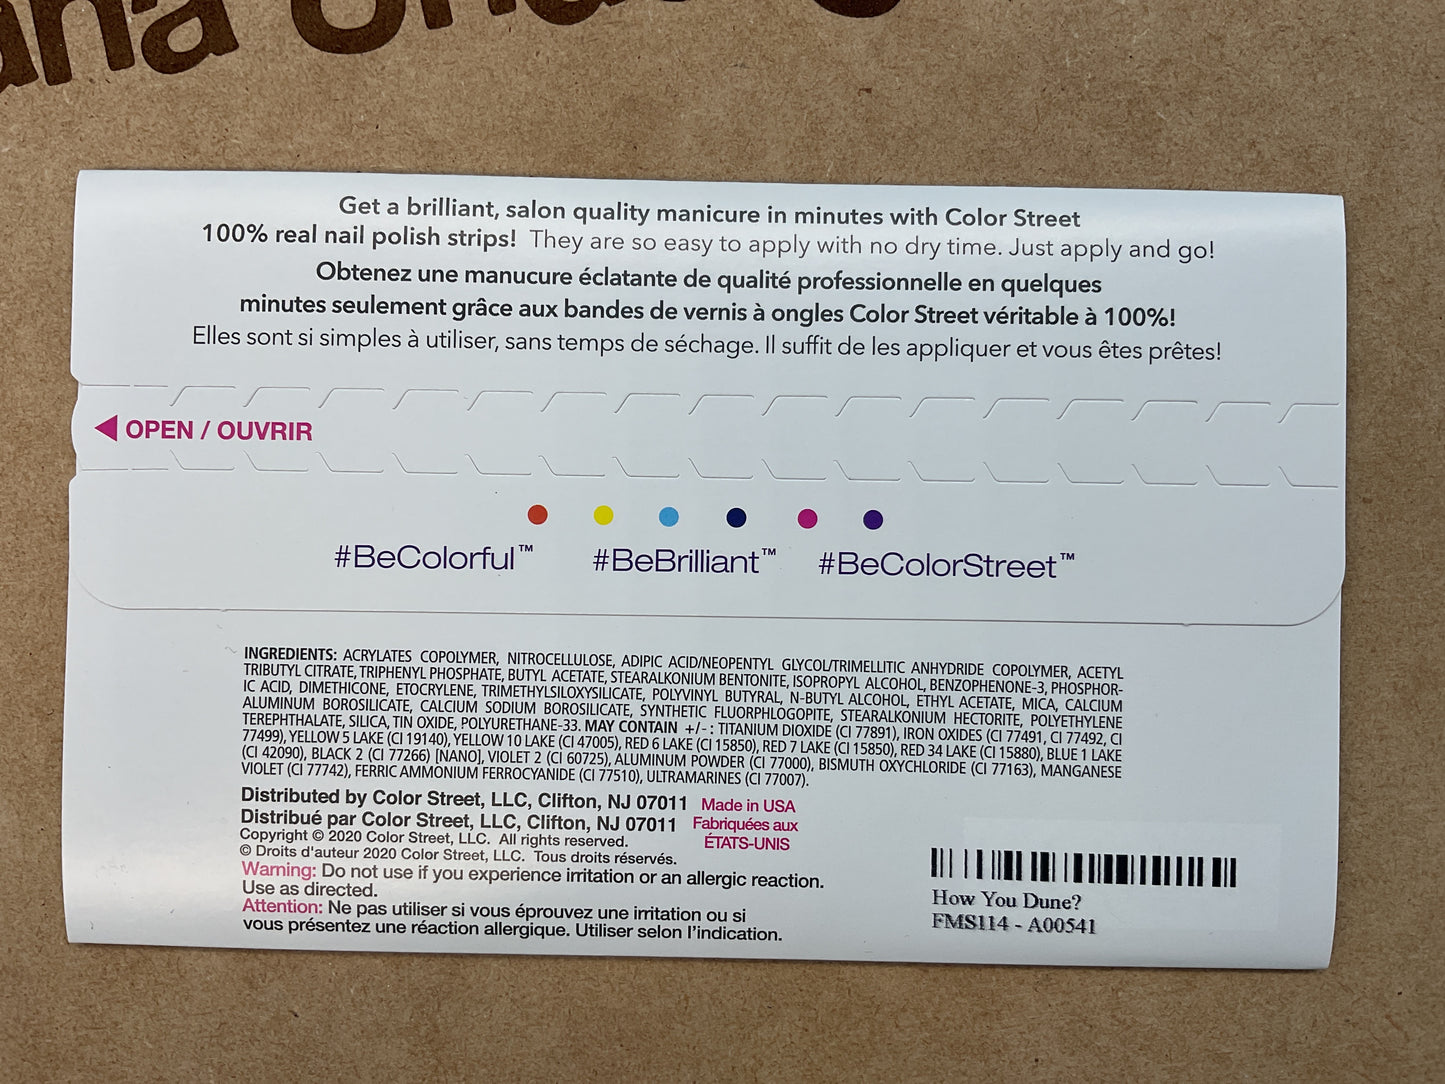 Get a brilliant, salon quality manicure in minutes with Color Street
100% real nail polish strips! They are so easy to apply with no dry time. Just apply and go!
Obtenez une manucure éclatante de qualité professionnelle en quelques
minutes seulement grâce aux bandes de vernis à ongles Color Street véritable à 100%!
Elles sont si simples à utiliser, sans temps de séchage. Il suffit de les appliquer et vous êtes prêtes!
OPEN / OUVRIR
#BeColorful™ #BeBrilliant™ #BeColorStreet™
INGREDIENTS: ACRYLATES COPOLYMER, NITROCELLULOSE, ADIPIC ACID/NEOPENTYL GLYCOL/TRIMELLITIC ANHYDRIDE COPOLYMER, ACETYL
TRIBUTYL CITRATE, TRIPHENYL PHOSPHATE, BUTYL ACETATE, STEARALKONIUM BENTONITE, ISOPROPYL ALCOHOL, BENZOPHENONE-3, PHOSPHOR-
IC ACID, DIMETHICONE, ETOCRYLENE, TRIMETHYLSILOXYSILICATE, POLYVINYL BUTYRAL, N-BUTYL ALCOHOL, ETHYL ACETATE, MICA, CALCIUM
ALUMINUM BOROSILICATE, CALCIUM SODIUM BOROSILICATE, SYNTHETIC FLUORPHLOGOPITE, STEARALKONIUM HECTORITE, POLYETHYLENE
TEREPHTHALATE, SILICA, TIN OXIDE, POLYURETHANE-33. MAY CONTAIN +/- : TITANIUM DIOXIDE (CI 77891), IRON OXIDES (CI 77491, CI 77492, CI
77499), YELLOW 5 LAKE (CI 19140), YELLOW 10 LAKE (CI 47005), RED 6 LAKE (CI 15850), RED 7 LAKE (CI 15850), RED 34 LAKE (CI 15880), BLUE 1 LAKE
(CI 42090), BLACK 2 (CI 77266) [NANO], VIOLET 2 (CI 60725), ALUMINUM POWDER (CI 77000), BISMUTH OXYCHLORIDE (CI 77163), MANGANESE
VIOLET (CI 77742), FERRIC AMMONIUM FERROCYANIDE (CI 77510), ULTRAMARINES (CI 77007).
Distributed by Color Street, LLC, Clifton, NJ 07011
Distribué par Color Street, LLC, Clifton, NJ 07011
Made in USA
Fabriquées aux
ÉTATS-UNIS
Copyright © 2020 Color Street, LLC. All rights reserved.
© Droits d'auteur 2020 Color Street, LLC. Tous droits réservés.
Warning: Do not use if you experience irritation or an allergic reaction.
Use as directed.
Attention: Ne pas utiliser si vous éprouvez une irritation ou si
vous présentez une réaction allergique. Utiliser selon l'indication.
How You Dune?
FMS114 - A00541